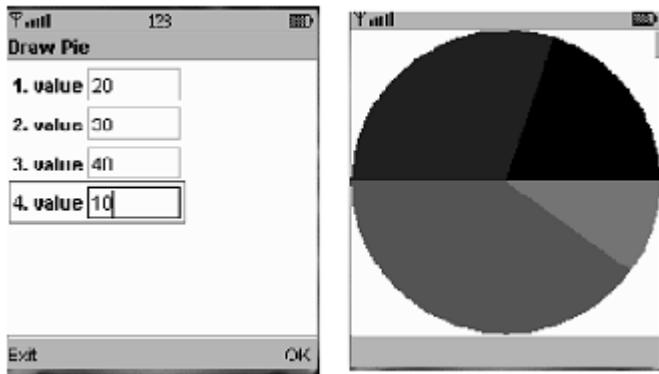 123
Draw Pie
1. value 20
2. value 30
3. value 40
4. value 10
Exit OK